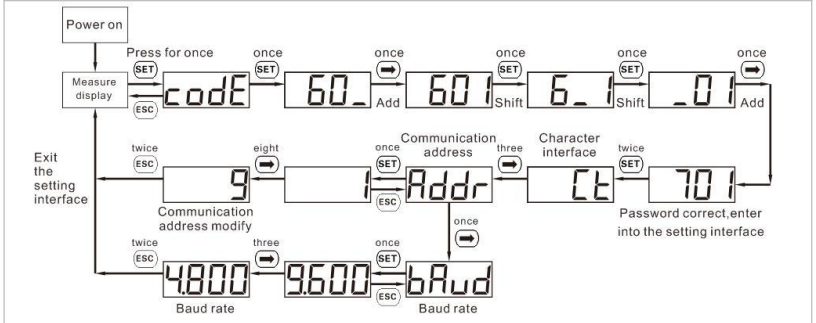 Power on
Press for once
once
once
once
once
once
SET
SET
➡
SET
SET
➡
Measure
display
ESC
codE
60_
Add
601
Shift
6_1
Shift
_01
Add
Exit
the
setting
interface
twice
ESC
eight
➡
once
SET
ESC
Communication
address
three
➡
Character
interface
twice
SET
9
1
Addr
Ct
701
Communication
address modify
Password correct,enter
into the setting interface
once
➡
twice
ESC
three
➡
once
SET
ESC
4.800
9.600
bAud
Baud rate
Baud rate